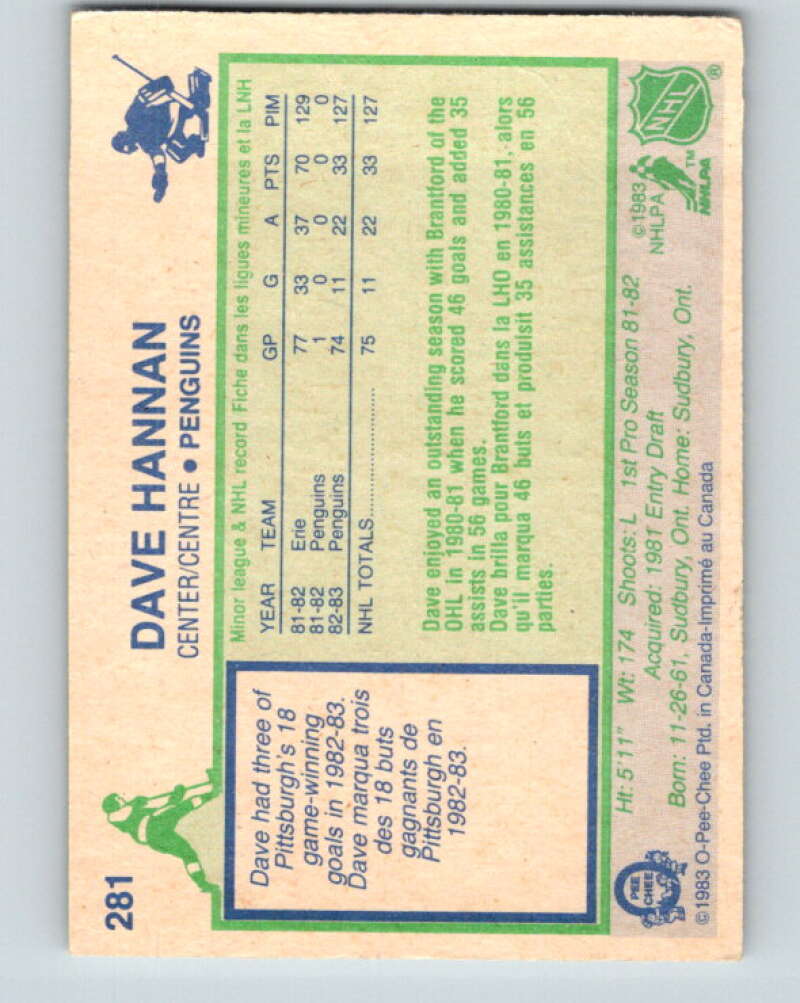 281
DAVE HANNAN
CENTER/CENTRE • PENGUINS
Dave had three of
Pittsburgh's 18
game-winning
goals in 1982-83.
Dave marqua trois
des 18 buts
gagnants de
Pittsburgh en
1982-83.
Minor league & NHL record Fiche dans les ligues mineures et la LNH
YEAR TEAM GP G A PTS PIM
81-82 Erie 77 33 37 70 129
81-82 Penguins 1 0 0 0 0
82-83 Penguins 74 11 22 33 127
NHL TOTALS 75 11 22 33 127
Dave enjoyed an outstanding season with Brantford of the
OHL in 1980-81 when he scored 46 goals and added 35
assists in 56 games.
Dave brilla pour Brantford dans la LHO en 1980-81, alors
qu'il marqua 46 buts et produisit 35 assistances en 56
parties.
Ht: 5'11" Wt: 174 Shoots: L 1st Pro Season 81-82
Acquired: 1981 Entry Draft
Born: 11-26-61, Sudbury, Ont. Home: Sudbury, Ont.
©1983 O-Pee-Chee Ptd. in Canada-Imprimé au Canada
O PEE CHEE
©1983
NHLPA
NHLPA TM
NHL ®